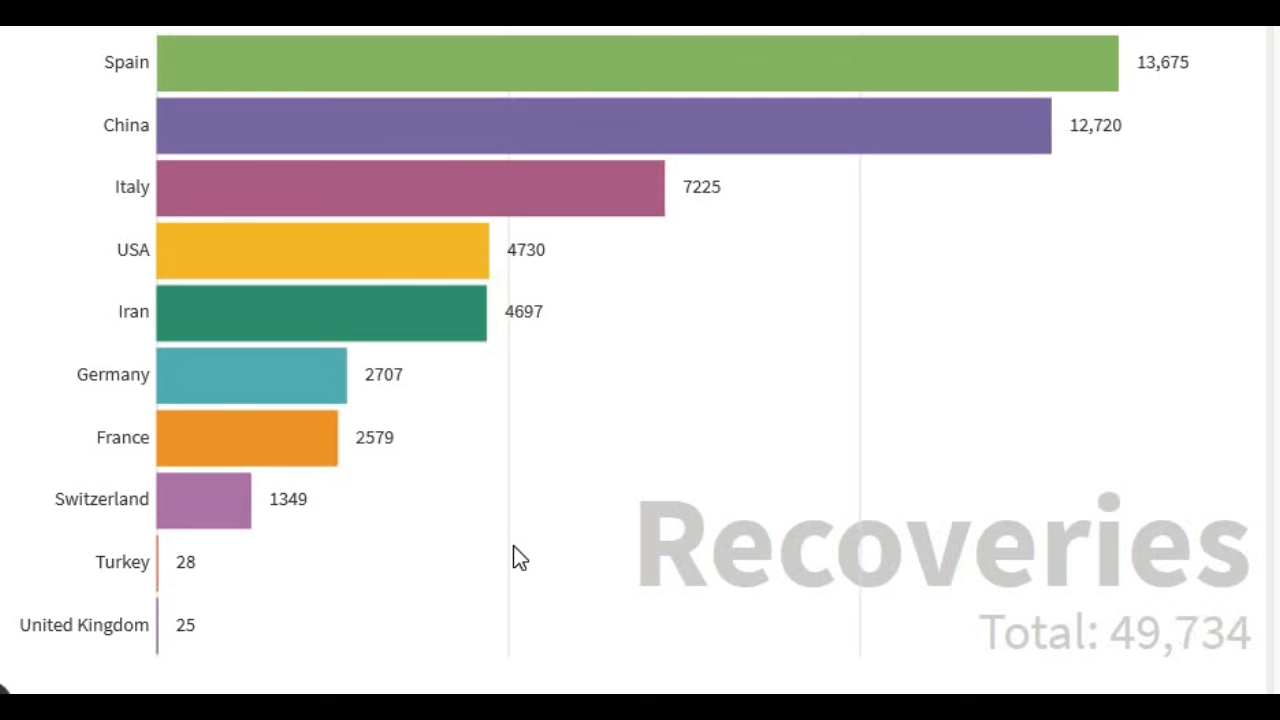 Spain 13,675
China 12,720
Italy 7225
USA 4730
Iran 4697
Germany 2707
France 2579
Switzerland 1349
Turkey 28
United Kingdom 25
Recoveries
Total: 49,734